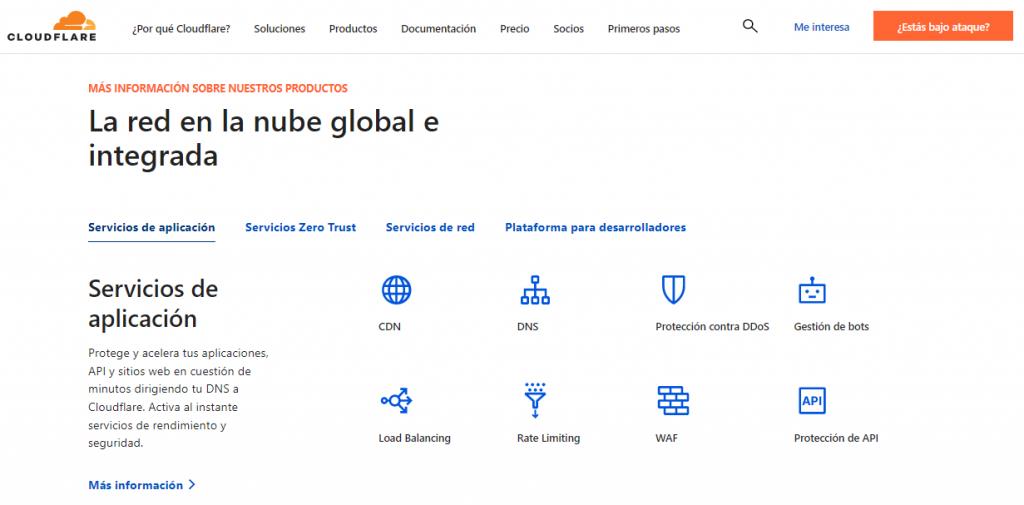 CLOUDFLARE
¿Por qué Cloudflare? Soluciones Productos Documentación Precio Socios Primeros pasos Me interesa ¿Estás bajo ataque?
MÁS INFORMACIÓN SOBRE NUESTROS PRODUCTOS
La red en la nube global e
integrada
Servicios de aplicación Servicios Zero Trust Servicios de red Plataforma para desarrolladores
Servicios de
aplicación
Protege y acelera tus aplicaciones,
API y sitios web en cuestión de
minutos dirigiendo tu DNS a
Cloudflare. Activa al instante
servicios de rendimiento y
seguridad.
Más información
CDN DNS Protección contra DDoS Gestión de bots
API
Load Balancing Rate Limiting WAF Protección de API